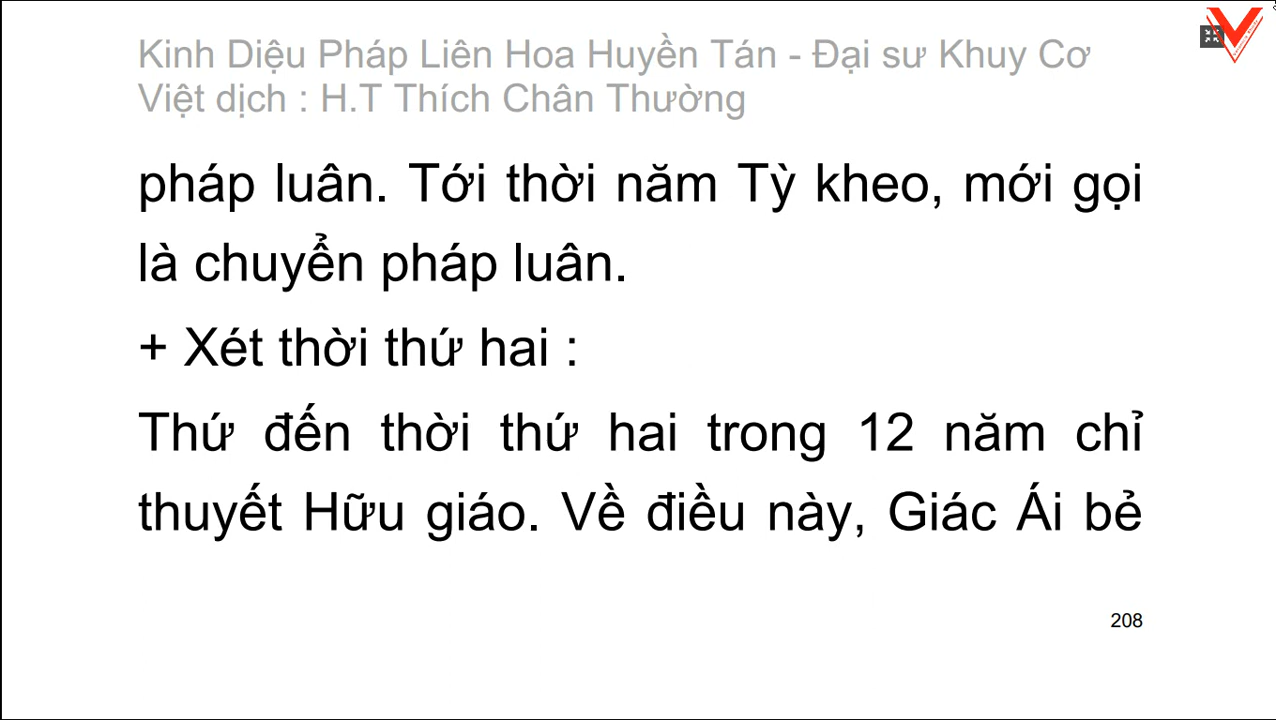 Kinh Diệu Pháp Liên Hoa Huyền Tán - Đại sư Khuy Cơ
Việt dịch : H.T Thích Chân Thường
pháp luân. Tới thời năm Tỳ kheo, mới gọi
là chuyển pháp luân.
+ Xét thời thứ hai :
Thứ đến thời thứ hai trong 12 năm chỉ
thuyết Hữu giáo. Về điều này, Giác Ái bẻ
208